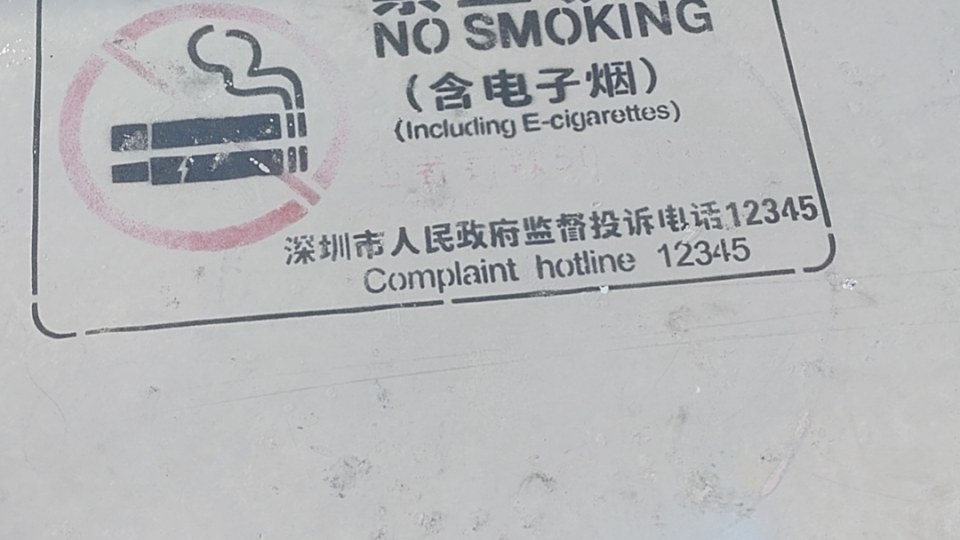 NO SMOKING
（含电子烟）
(Including E-cigarettes)
深圳市人民政府监督投诉电话12345
Complaint hotline 12345